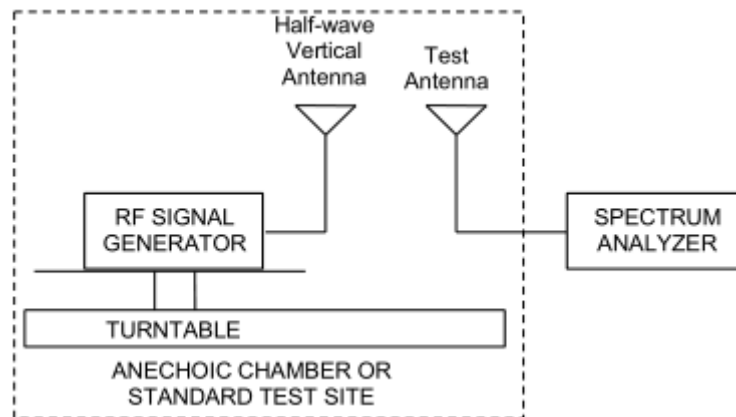 Half-wave
Vertical
Antenna
Test
Antenna
RF SIGNAL
GENERATOR
SPECTRUM
ANALYZER
TURNTABLE
ANECHOIC CHAMBER OR
STANDARD TEST SITE